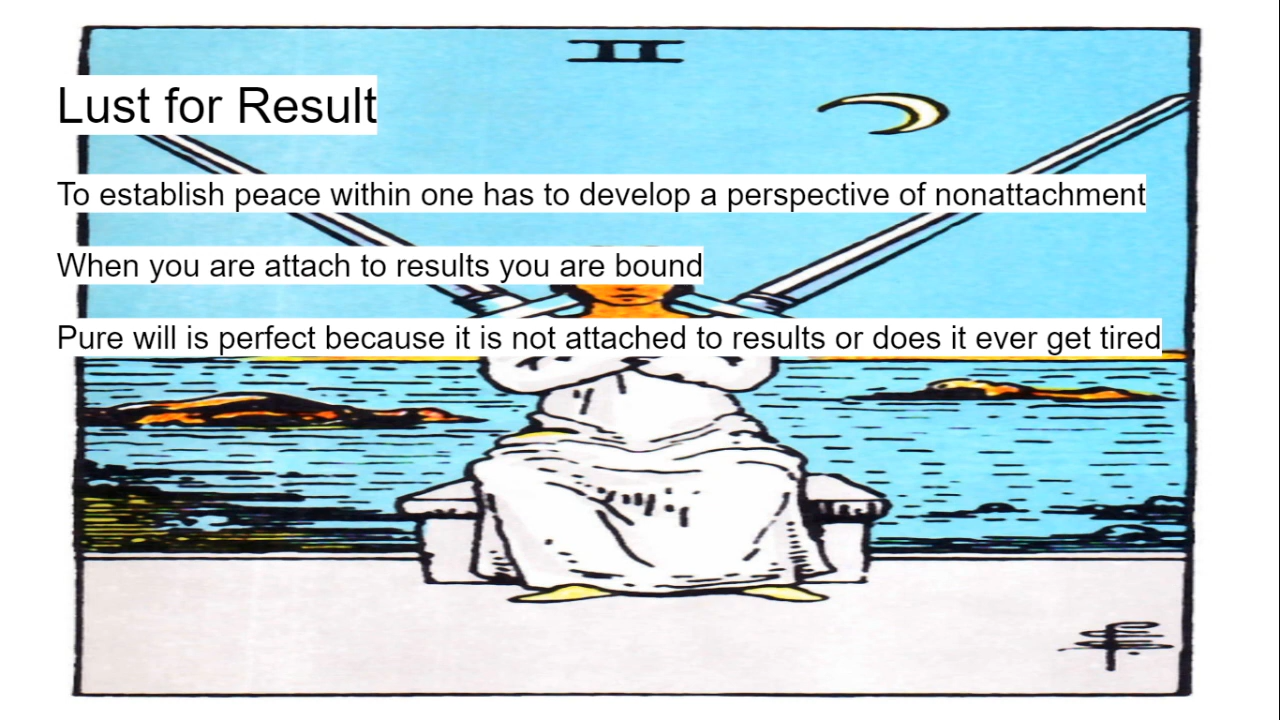 II
Lust for Result
To establish peace within one has to develop a perspective of nonattachment
When you are attach to results you are bound
Pure will is perfect because it is not attached to results or does it ever get tired